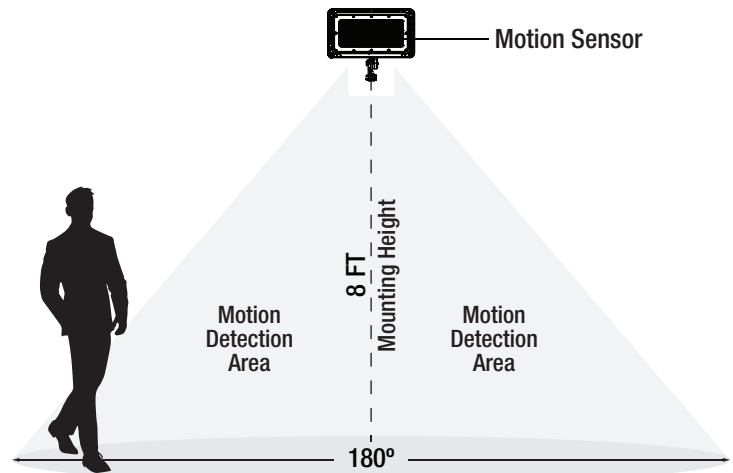 Motion Sensor
8 FT
Mounting Height
Motion
Detection
Area
Motion
Detection
Area
180º